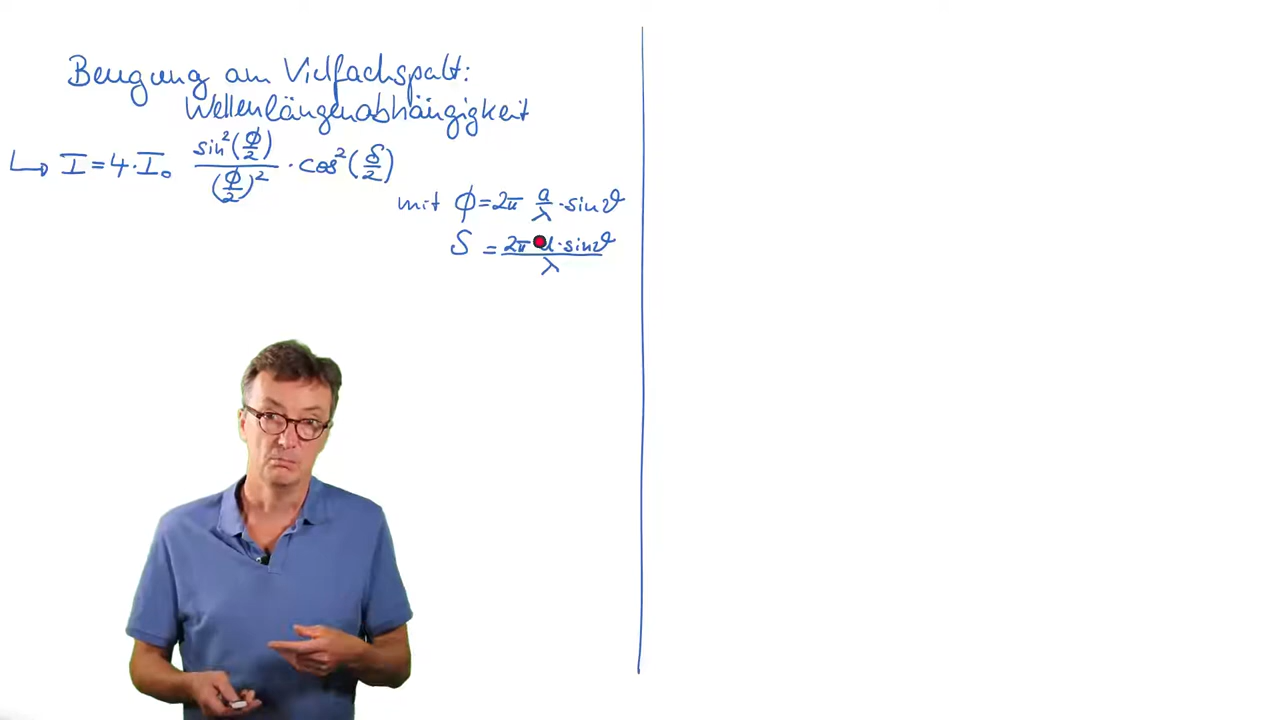 Beugung am Vielfachspalt:
Wellenlängenabhängigkeit
↳ I = 4 · I₀ sin²(ϕ/2) / (ϕ/2)² · cos²(δ/2)
mit ϕ = 2π a/λ · sin ϑ
δ = 2π d · sin ϑ / λ